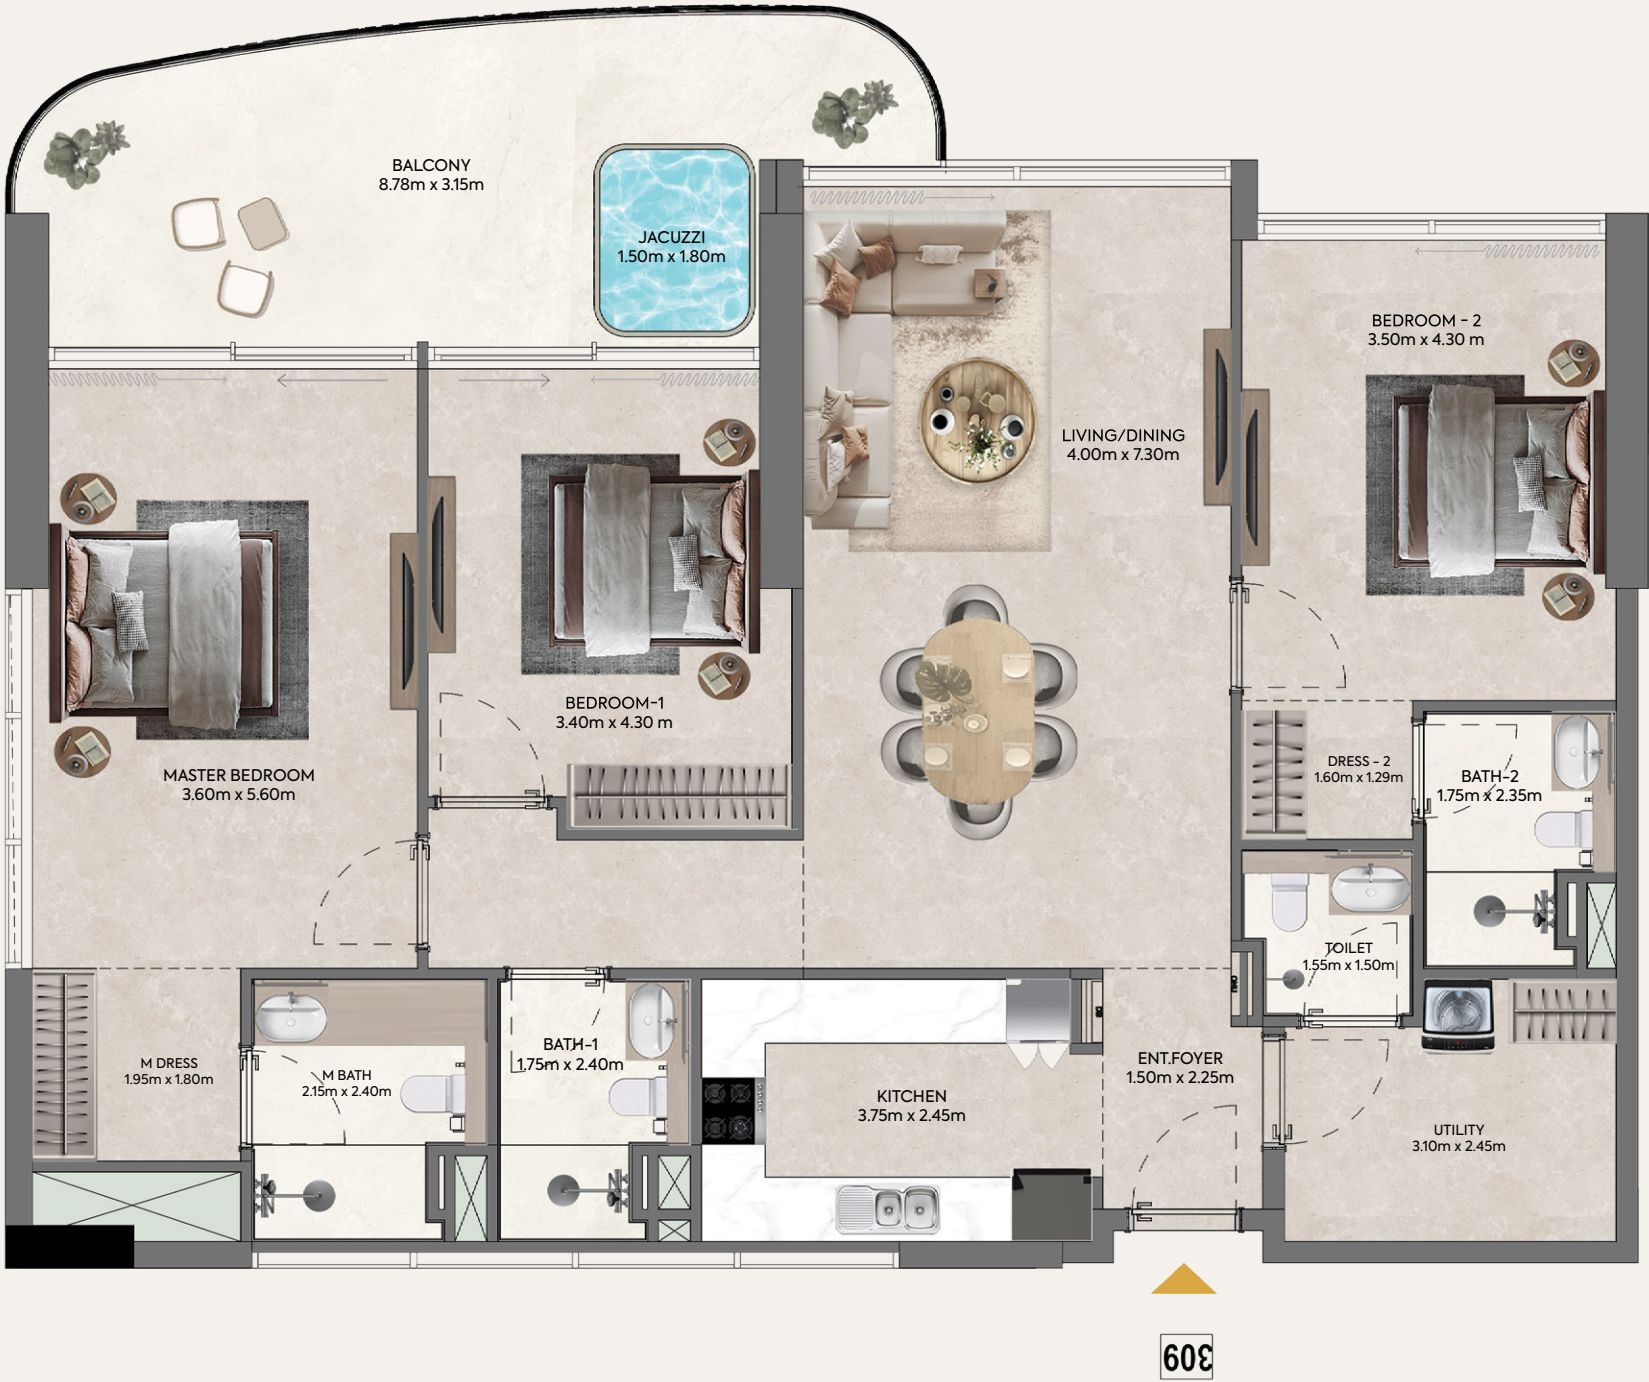 BALCONY
8.78m x 3.15m
JACUZZI
1.50m x 1.80m
BEDROOM - 2
3.50m x 4.30 m
LIVING/DINING
4.00m x 7.30m
BEDROOM-1
3.40m x 4.30 m
MASTER BEDROOM
3.60m x 5.60m
DRESS - 2
1.60m x 1.29m
BATH-2
1.75m x 2.35m
TOILET
1.55m x 1.50m
M DRESS
1.95m x 1.80m
M BATH
2.15m x 2.40m
BATH-1
1.75m x 2.40m
KITCHEN
3.75m x 2.45m
DB
ENT.FOYER
1.50m x 2.25m
UTILITY
3.10m x 2.45m
309